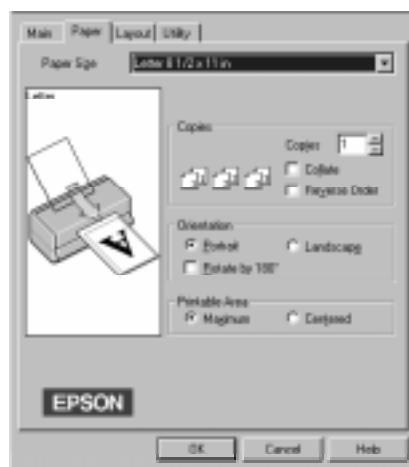 Main Paper Layout Utility
Paper Size Letter 8 1/2 x 11 in
Letter
Copies
Copies 1
Collate
Reverse Order
Orientation
Portrait Landscape
Rotate by 180°
Printable Area
Maximum Centered
A
EPSON
OK Cancel Help